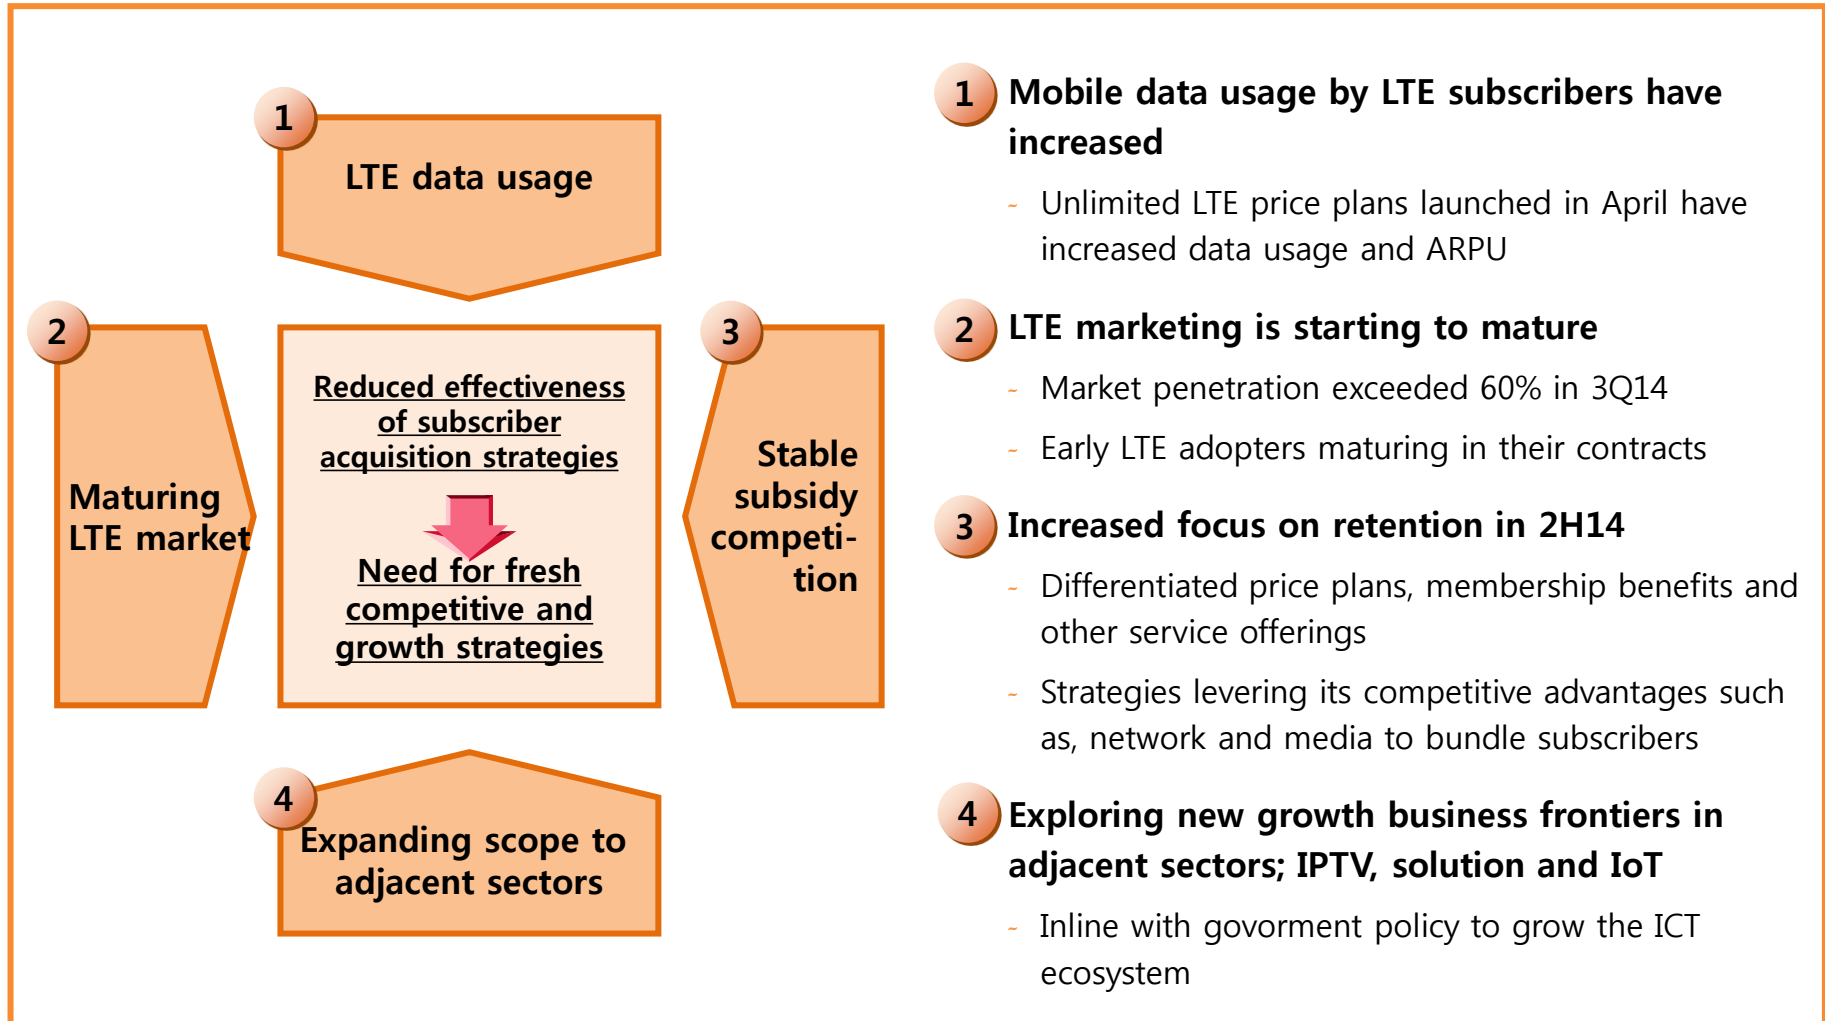 1
LTE data usage
2
Maturing
LTE market
Reduced effectiveness
of subscriber
acquisition strategies
Need for fresh
competitive and
growth strategies
3
Stable
subsidy
competi-
tion
4
Expanding scope to
adjacent sectors
1 Mobile data usage by LTE subscribers have
increased
- Unlimited LTE price plans launched in April have
increased data usage and ARPU
2 LTE marketing is starting to mature
- Market penetration exceeded 60% in 3Q14
- Early LTE adopters maturing in their contracts
3 Increased focus on retention in 2H14
- Differentiated price plans, membership benefits and
other service offerings
- Strategies levering its competitive advantages such
as, network and media to bundle subscribers
4 Exploring new growth business frontiers in
adjacent sectors; IPTV, solution and IoT
- Inline with govorment policy to grow the ICT
ecosystem